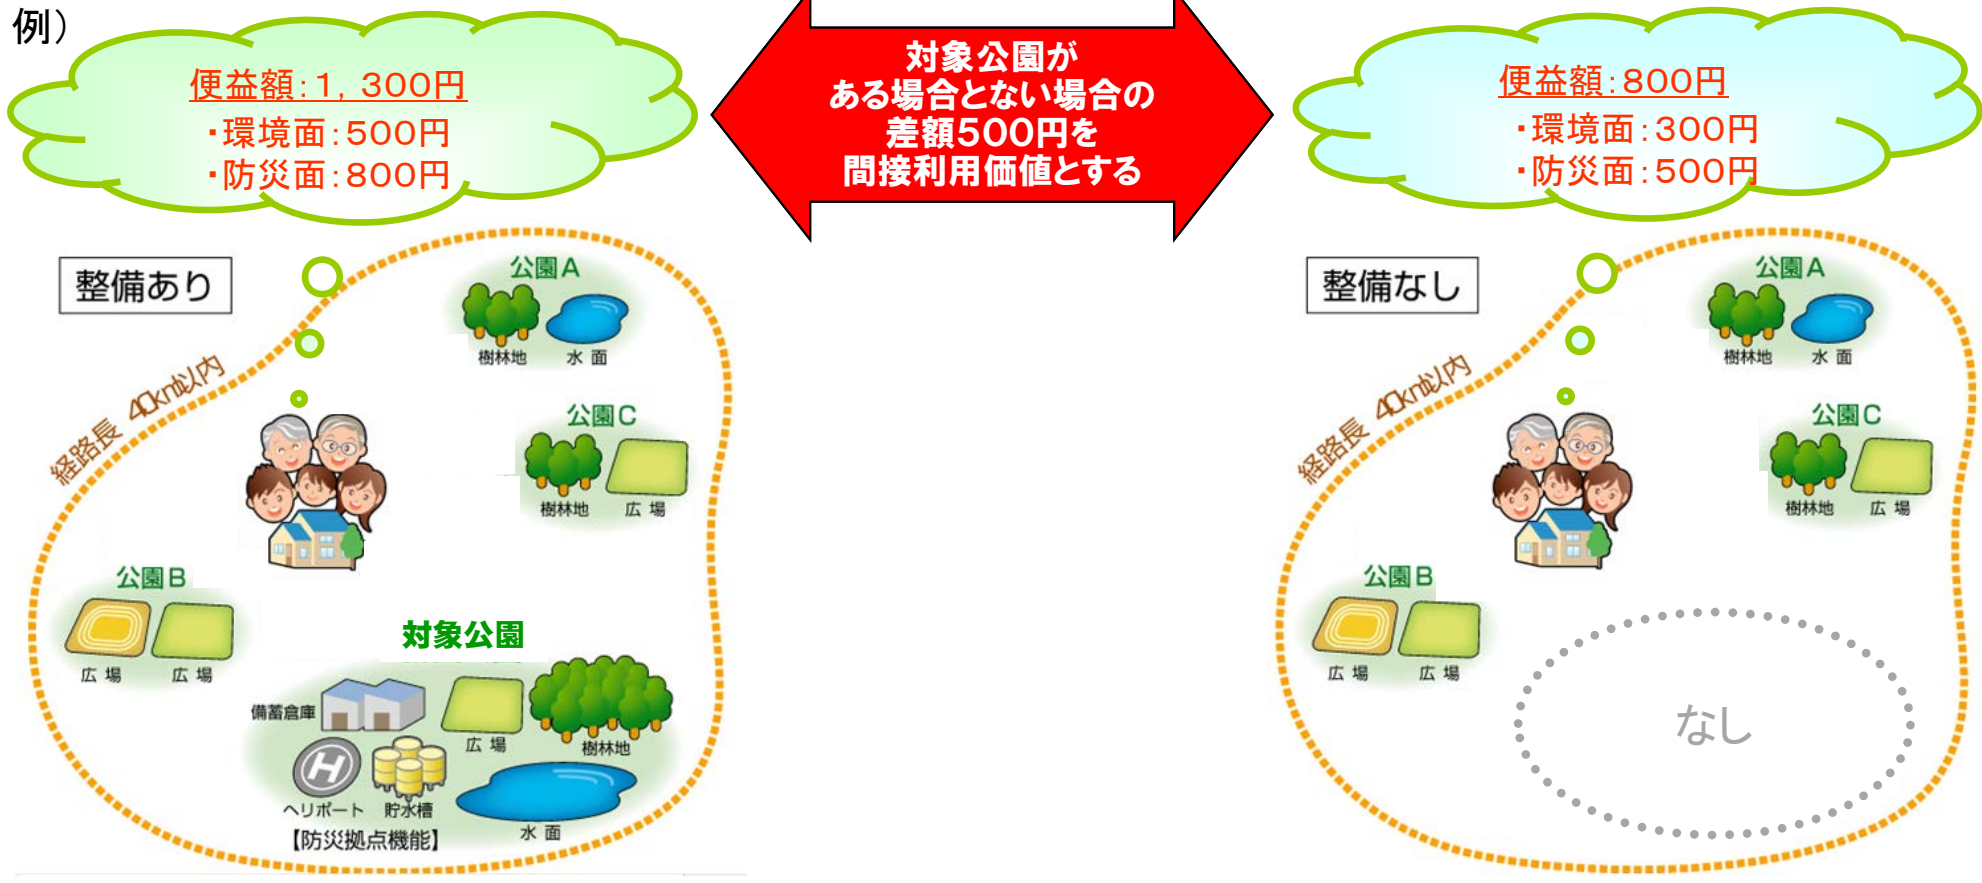 例）
便益額：１，３００円
・環境面：５００円
・防災面：８００円
対象公園が
ある場合とない場合の
差額５００円を
間接利用価値とする
便益額：８００円
・環境面：３００円
・防災面：５００円
整備あり
経路長 40km以内
公園A
樹林地 水 面
公園C
樹林地 広 場
公園B
広 場 広 場
対象公園
備蓄倉庫
広 場
樹林地
ヘリポート 貯水槽
水 面
【防災拠点機能】
整備なし
経路長 40km以内
公園A
樹林地 水 面
公園C
樹林地 広 場
公園B
広 場 広 場
なし
H